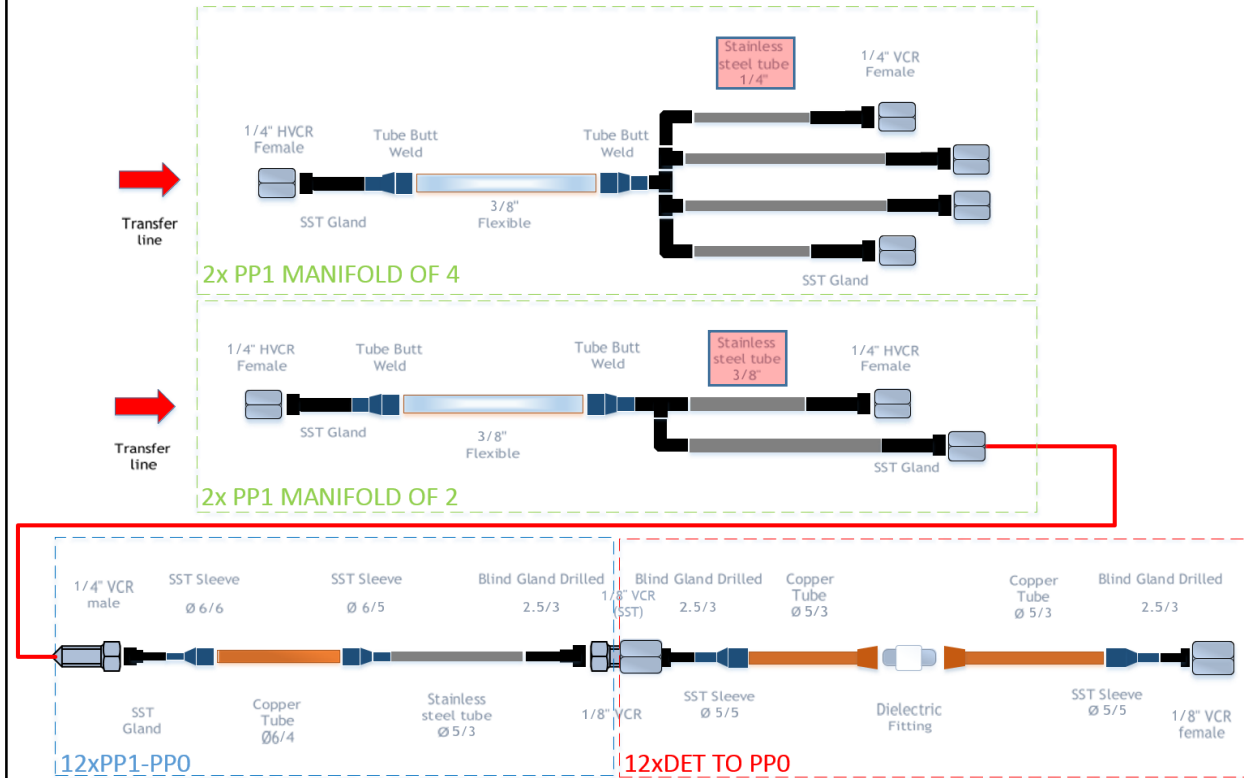 Stainless
steel tube
1/4"
1/4" VCR
Female
1/4" HVCR
Female
Tube Butt
Weld
Tube Butt
Weld
Transfer
line
SST Gland
3/8"
Flexible
SST Gland
2x PP1 MANIFOLD OF 4
1/4" HVCR
Female
Tube Butt
Weld
Tube Butt
Weld
Stainless
steel tube
3/8"
1/4" HVCR
Female
Transfer
line
SST Gland
3/8"
Flexible
SST Gland
2x PP1 MANIFOLD OF 2
1/4" VCR
male
SST Sleeve
Ø 6/6
SST Sleeve
Ø 6/5
Blind Gland Drilled
2.5/3
1/8" VCR
(SST)
Blind Gland Drilled
2.5/3
Copper
Tube
Ø 5/3
Copper
Tube
Ø 5/3
Blind Gland Drilled
2.5/3
SST
Gland
Copper
Tube
Ø6/4
Stainless
steel tube
Ø 5/3
1/8" VCR
SST Sleeve
Ø 5/5
Dielectric
Fitting
SST Sleeve
Ø 5/5
1/8" VCR
female
12xPP1-PP0
12xDET TO PP0